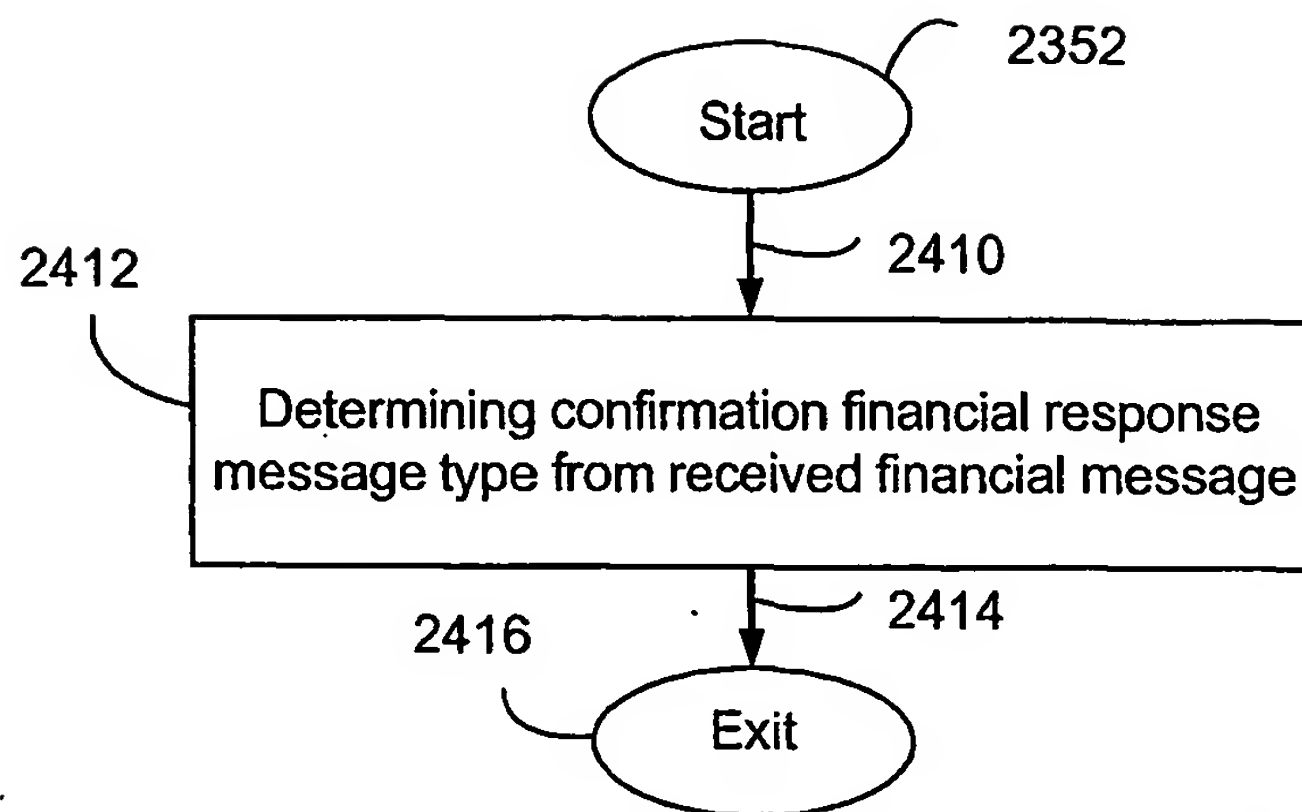 2352
Start
2410
2412
Determining confirmation financial response
message type from received financial message
2414
2416
Exit